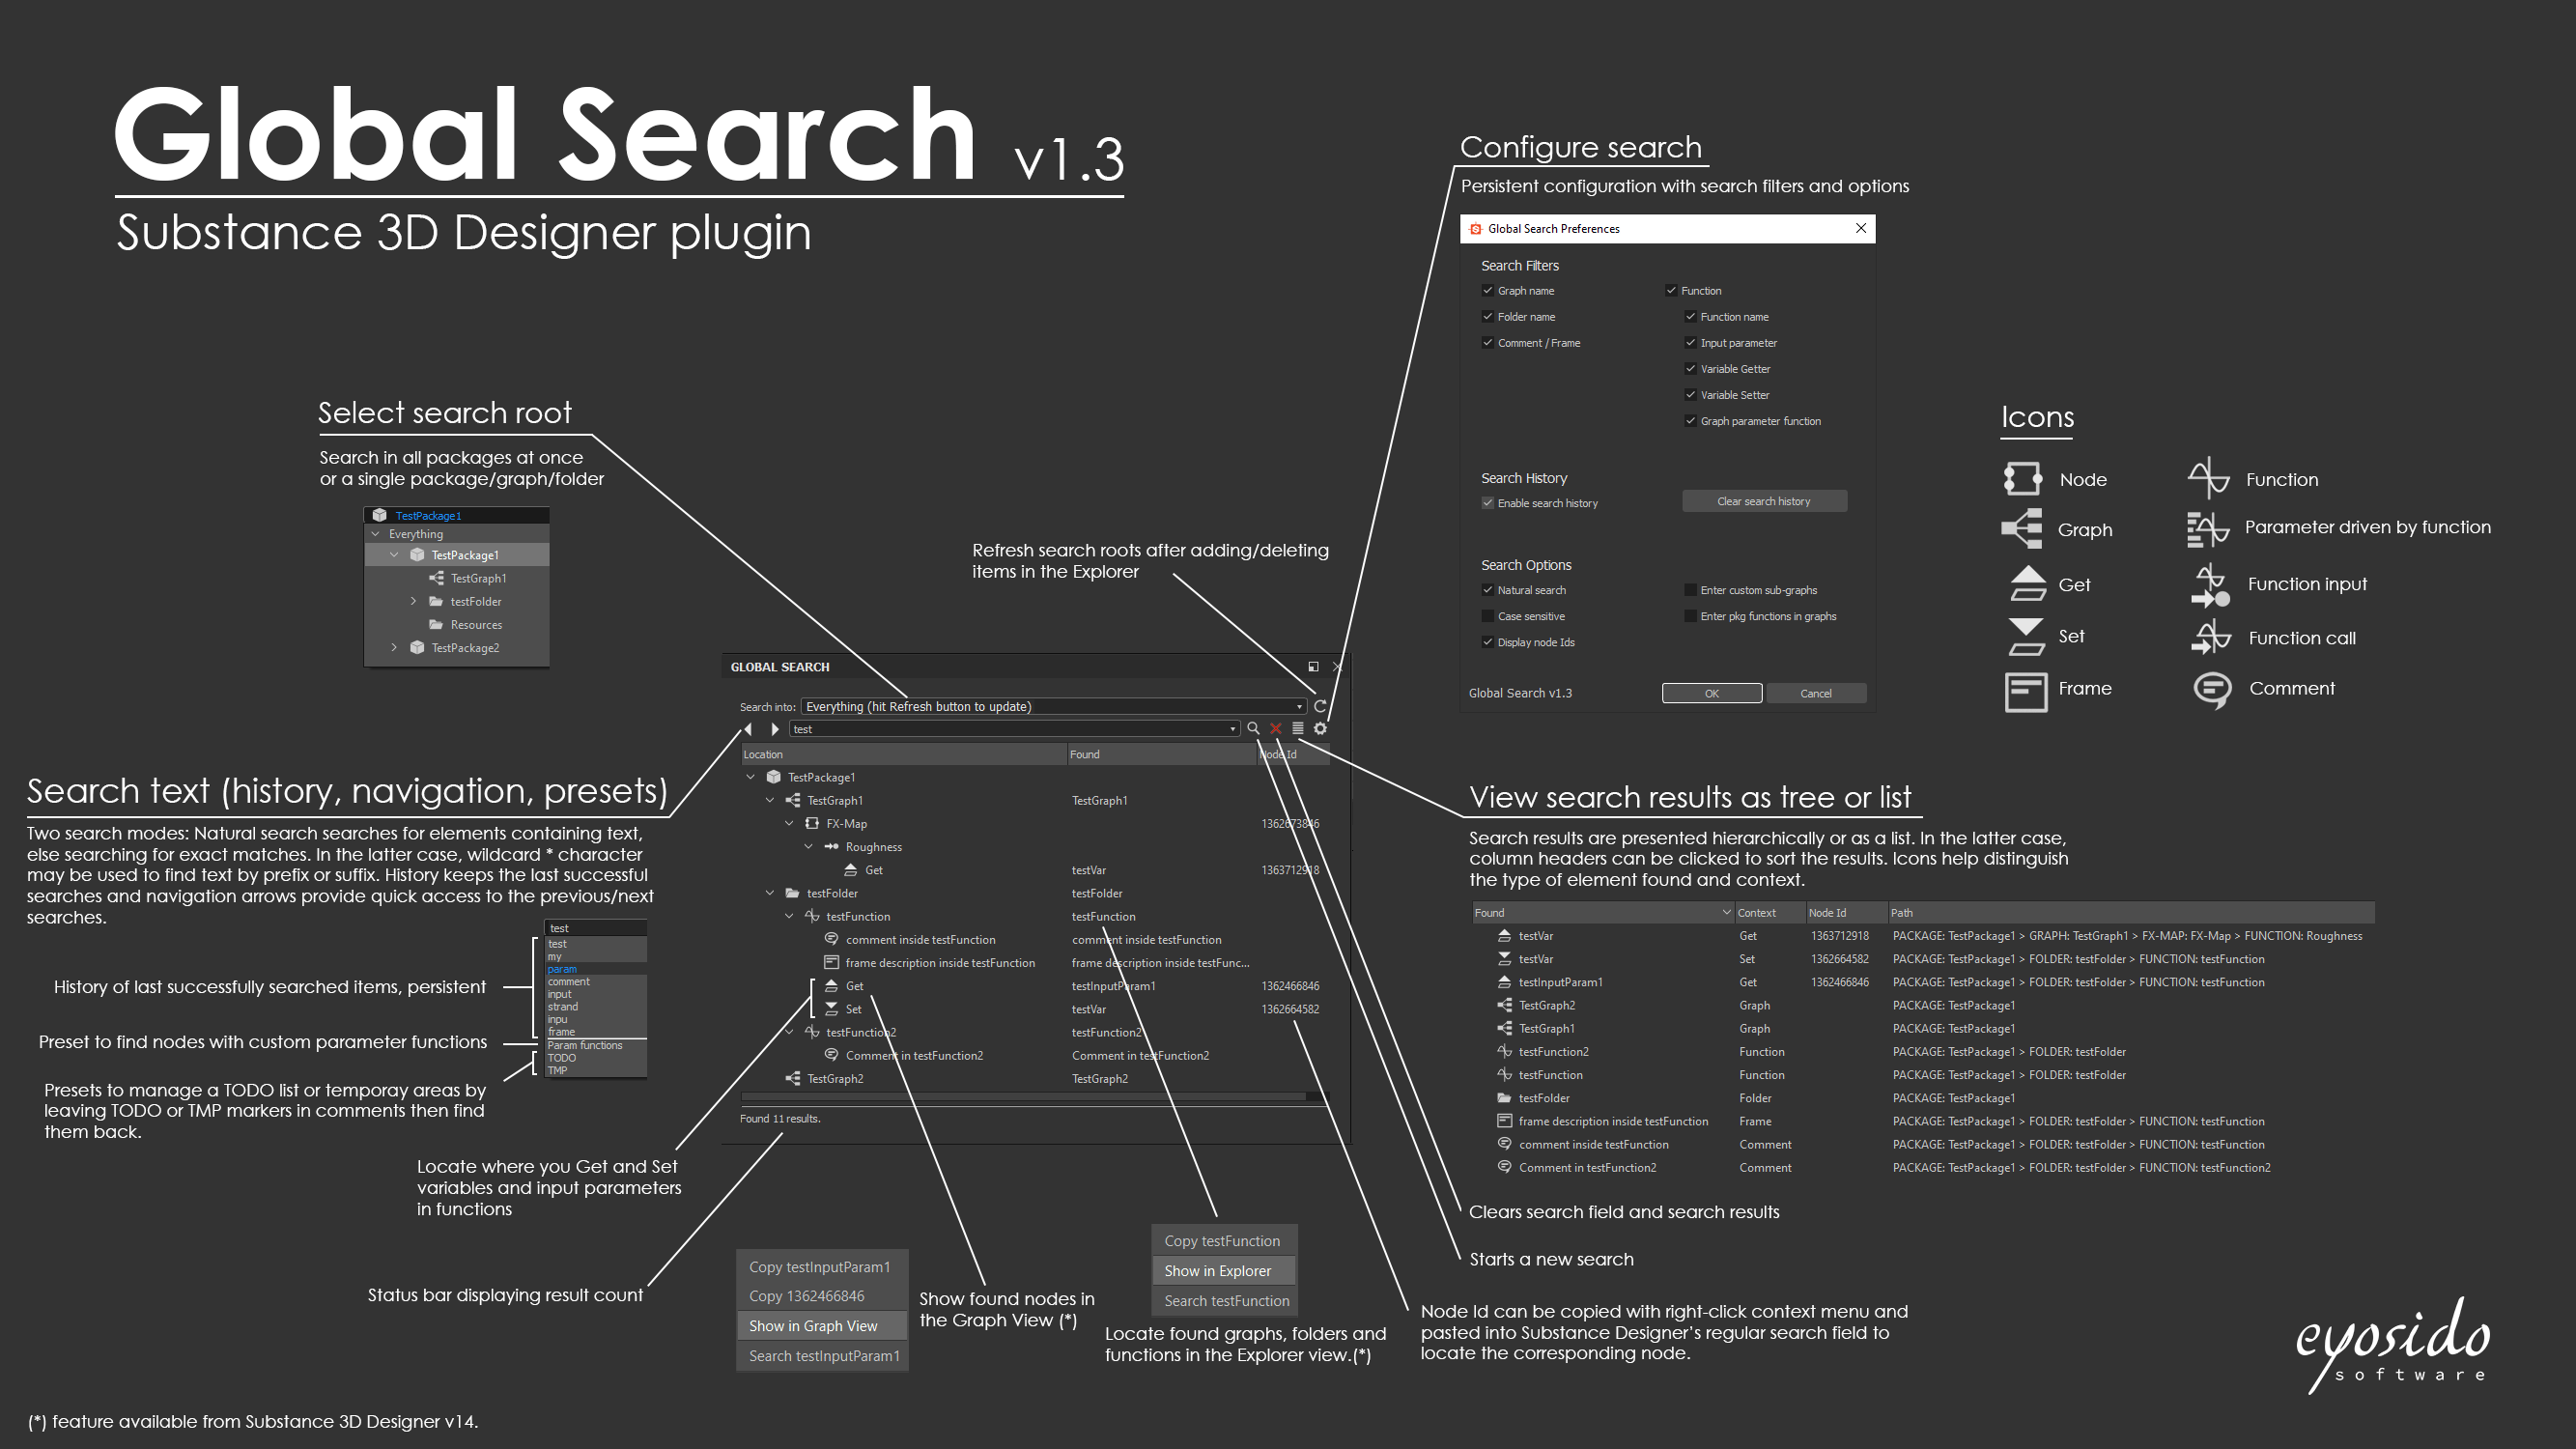 Global Search v1.3
Substance 3D Designer plugin
Configure search
Persistent configuration with search filters and options
Global Search Preferences
Search Filters
Graph name
Function
Folder name
Function name
Comment / Frame
Input parameter
Variable Getter
Variable Setter
Graph parameter function
Search History
Enable search history
Clear search history
Search Options
Natural search
Enter custom sub-graphs
Case sensitive
Enter pkg functions in graphs
Display node Ids
Global Search v1.3
OK
Cancel
Icons
Node
Function
Graph
Parameter driven by function
Get
Function input
Set
Function call
Frame
Comment
Select search root
Search in all packages at once
or a single package/graph/folder
TestPackage1
Everything
TestPackage1
TestGraph1
testFolder
Resources
TestPackage2
Refresh search roots after adding/deleting
items in the Explorer
GLOBAL SEARCH
Search into: Everything (hit Refresh button to update)
test
Location Found Node Id
TestPackage1
TestGraph1 TestGraph1
FX-Map 1362673846
Roughness
Get testVar 1363712918
testFolder testFolder
testFunction testFunction
comment inside testFunction comment inside testFunction
frame description inside testFunction frame description inside testFunc...
Get testInputParam1 1362466846
Set testVar 1362664582
testFunction2 testFunction2
Comment in testFunction2 Comment in testFunction2
TestGraph2 TestGraph2
Found 11 results.
Search text (history, navigation, presets)
Two search modes: Natural search searches for elements containing text,
else searching for exact matches. In the latter case, wildcard * character
may be used to find text by prefix or suffix. History keeps the last successful
searches and navigation arrows provide quick access to the previous/next
searches.
test
test
my
param
comment
input
strand
inpu
frame
Param functions
TODO
TMP
History of last successfully searched items, persistent
Preset to find nodes with custom parameter functions
Presets to manage a TODO list or temporay areas by
leaving TODO or TMP markers in comments then find
them back.
Locate where you Get and Set
variables and input parameters
in functions
Status bar displaying result count
Copy testInputParam1
Copy 1362466846
Show in Graph View
Search testInputParam1
Show found nodes in
the Graph View (*)
Copy testFunction
Show in Explorer
Search testFunction
Locate found graphs, folders and
functions in the Explorer view.(*)
View search results as tree or list
Search results are presented hierarchically or as a list. In the latter case,
column headers can be clicked to sort the results. Icons help distinguish
the type of element found and context.
Found Context Node Id Path
testVar Get 1363712918 PACKAGE: TestPackage1 > GRAPH: TestGraph1 > FX-MAP: FX-Map > FUNCTION: Roughness
testVar Set 1362664582 PACKAGE: TestPackage1 > FOLDER: testFolder > FUNCTION: testFunction
testInputParam1 Get 1362466846 PACKAGE: TestPackage1 > FOLDER: testFolder > FUNCTION: testFunction
TestGraph2 Graph PACKAGE: TestPackage1
TestGraph1 Graph PACKAGE: TestPackage1
testFunction2 Function PACKAGE: TestPackage1 > FOLDER: testFolder
testFunction Function PACKAGE: TestPackage1 > FOLDER: testFolder
testFolder Folder PACKAGE: TestPackage1
frame description inside testFunction Frame PACKAGE: TestPackage1 > FOLDER: testFolder > FUNCTION: testFunction
comment inside testFunction Comment PACKAGE: TestPackage1 > FOLDER: testFolder > FUNCTION: testFunction
Comment in testFunction2 Comment PACKAGE: TestPackage1 > FOLDER: testFolder > FUNCTION: testFunction2
Clears search field and search results
Starts a new search
Node Id can be copied with right-click context menu and
pasted into Substance Designer's regular search field to
locate the corresponding node.
eyosido
software
(*) feature available from Substance 3D Designer v14.